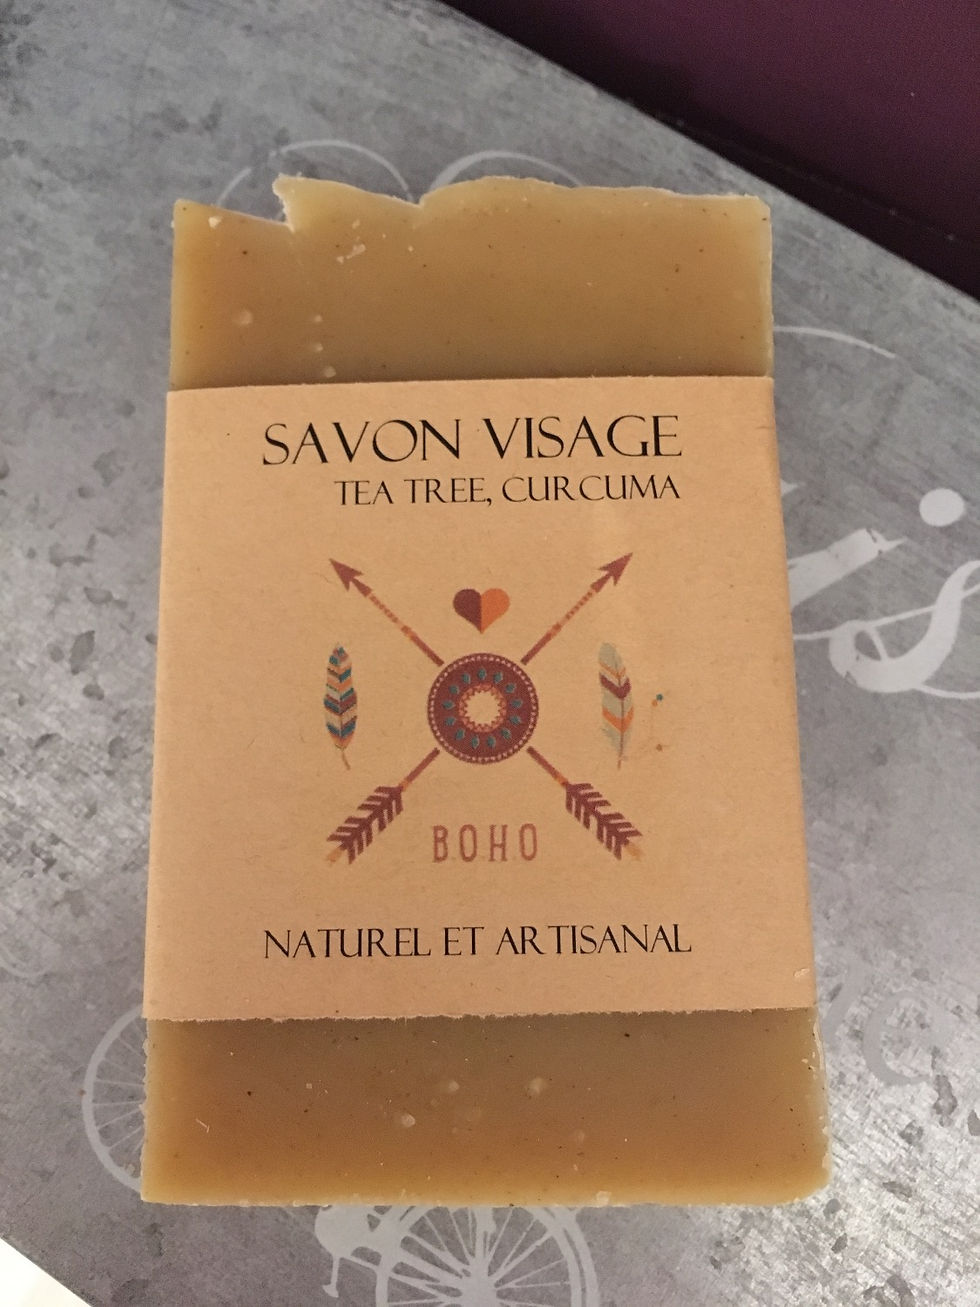 SAVON VISAGE
TEA TREE, CURCUMA
BOHO
NATUREL ET ARTISANAL